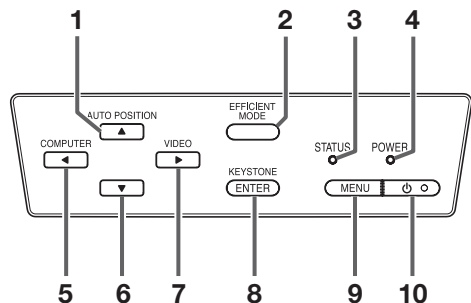 1 2 3 4
AUTO POSITION
EFFICIENT
MODE
COMPUTER
VIDEO
STATUS
POWER
KEYSTONE
ENTER
MENU
5 6 7 8 9 10